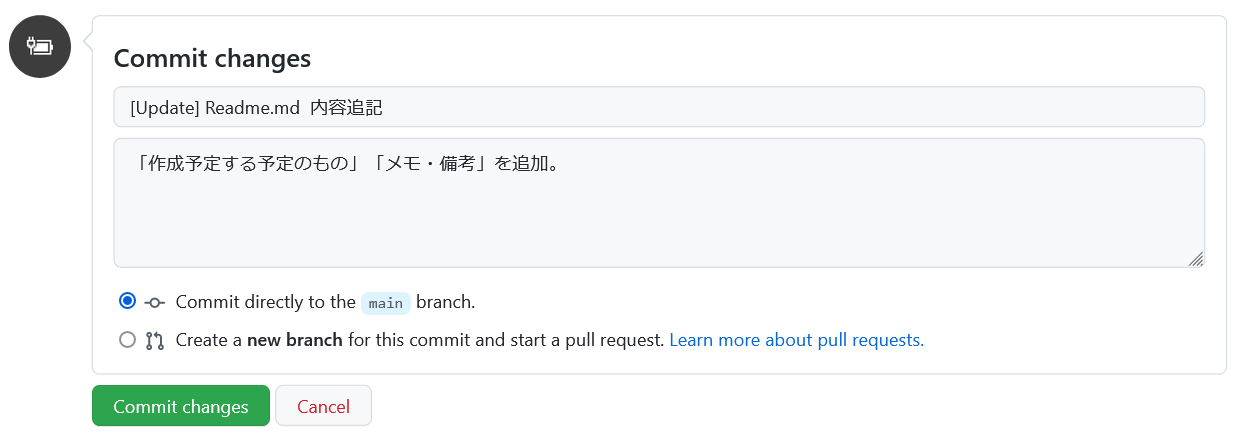 Commit changes
[Update] Readme.md  内容追記
「作成予定する予定のもの」「メモ・備考」を追加。
Commit directly to the main branch.
Create a new branch for this commit and start a pull request. Learn more about pull requests.
Commit changes
Cancel